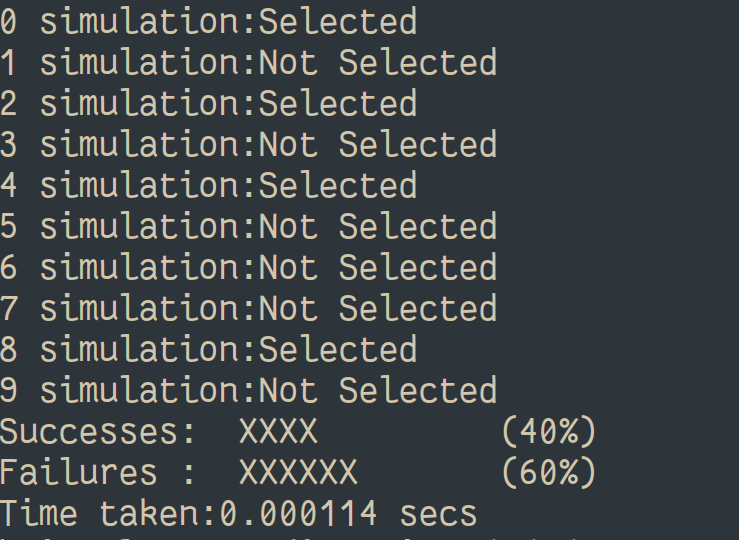 0 simulation:Selected
1 simulation:Not Selected
2 simulation:Selected
3 simulation:Not Selected
4 simulation:Selected
5 simulation:Not Selected
6 simulation:Not Selected
7 simulation:Not Selected
8 simulation:Selected
9 simulation:Not Selected
Successes:  XXXX         (40%)
Failures :  XXXXXX       (60%)
Time taken:0.000114 secs